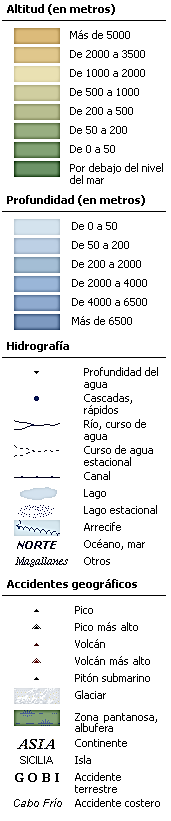 Altitud (en metros)
Más de 5000
De 2000 a 3500
De 1000 a 2000
De 500 a 1000
De 200 a 500
De 50 a 200
De 0 a 50
Por debajo del nivel
del mar
Profundidad (en metros)
De 0 a 50
De 50 a 200
De 200 a 2000
De 2000 a 4000
De 4000 a 6500
Más de 6500
Hidrografía
Profundidad del
agua
Cascadas,
rápidos
Río, curso de
agua
Curso de agua
estacional
Canal
Lago
Lago estacional
Arrecife
NORTE Océano, mar
Magallanes Otros
Accidentes geográficos
Pico
Pico más alto
Volcán
Volcán más alto
Pitón submarino
Glaciar
Zona pantanosa,
albufera
ASIA Continente
SICILIA Isla
GOBI Accidente
terrestre
Cabo Frío Accidente costero